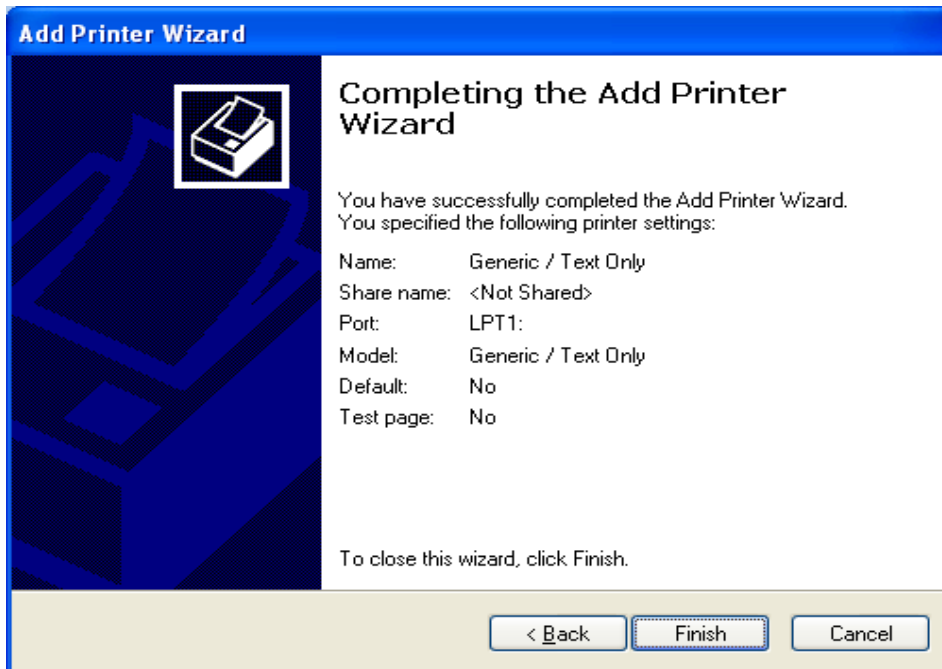 Add Printer Wizard
Completing the Add Printer
Wizard
You have successfully completed the Add Printer Wizard.
You specified the following printer settings:
Name: Generic / Text Only
Share name: <Not Shared>
Port: LPT1:
Model: Generic / Text Only
Default: No
Test page: No
To close this wizard, click Finish.
< Back Finish Cancel